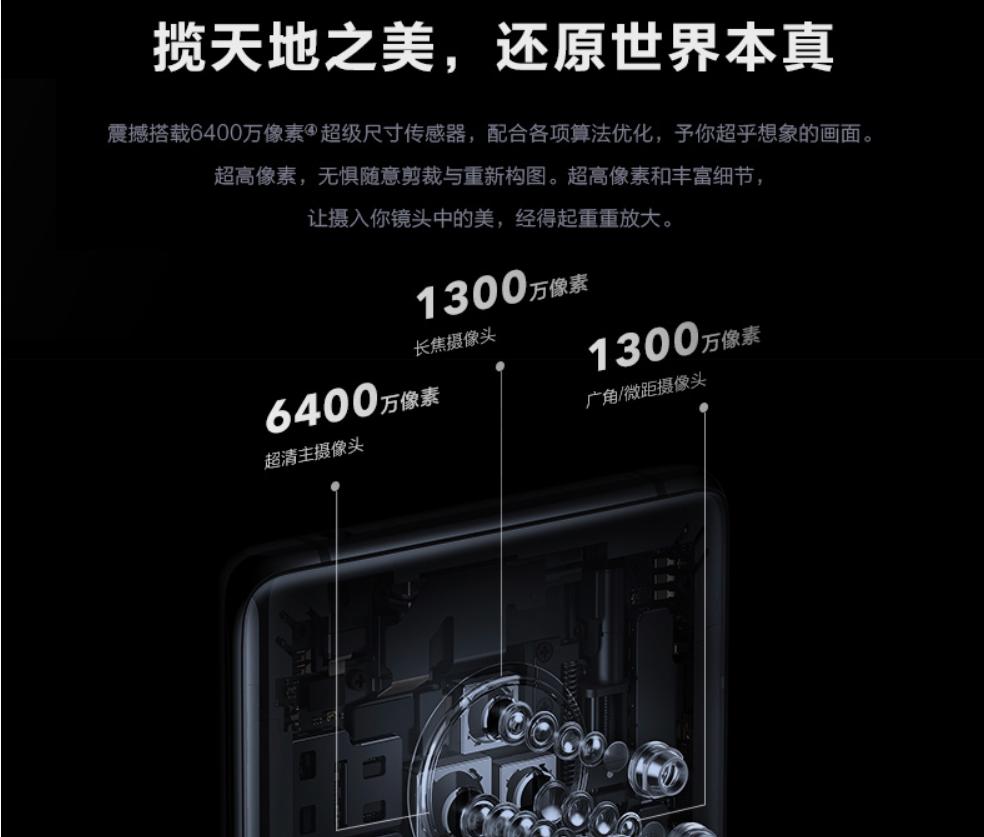 揽天地之美，还原世界本真
震撼搭载6400万像素④超级尺寸传感器，配合各项算法优化，予你超乎想象的画面。
超高像素，无惧随意剪裁与重新构图。超高像素和丰富细节，
让摄入你镜头中的美，经得起重重放大。
1300万像素
长焦摄像头
1300万像素
广角/微距摄像头
6400万像素
超清主摄像头